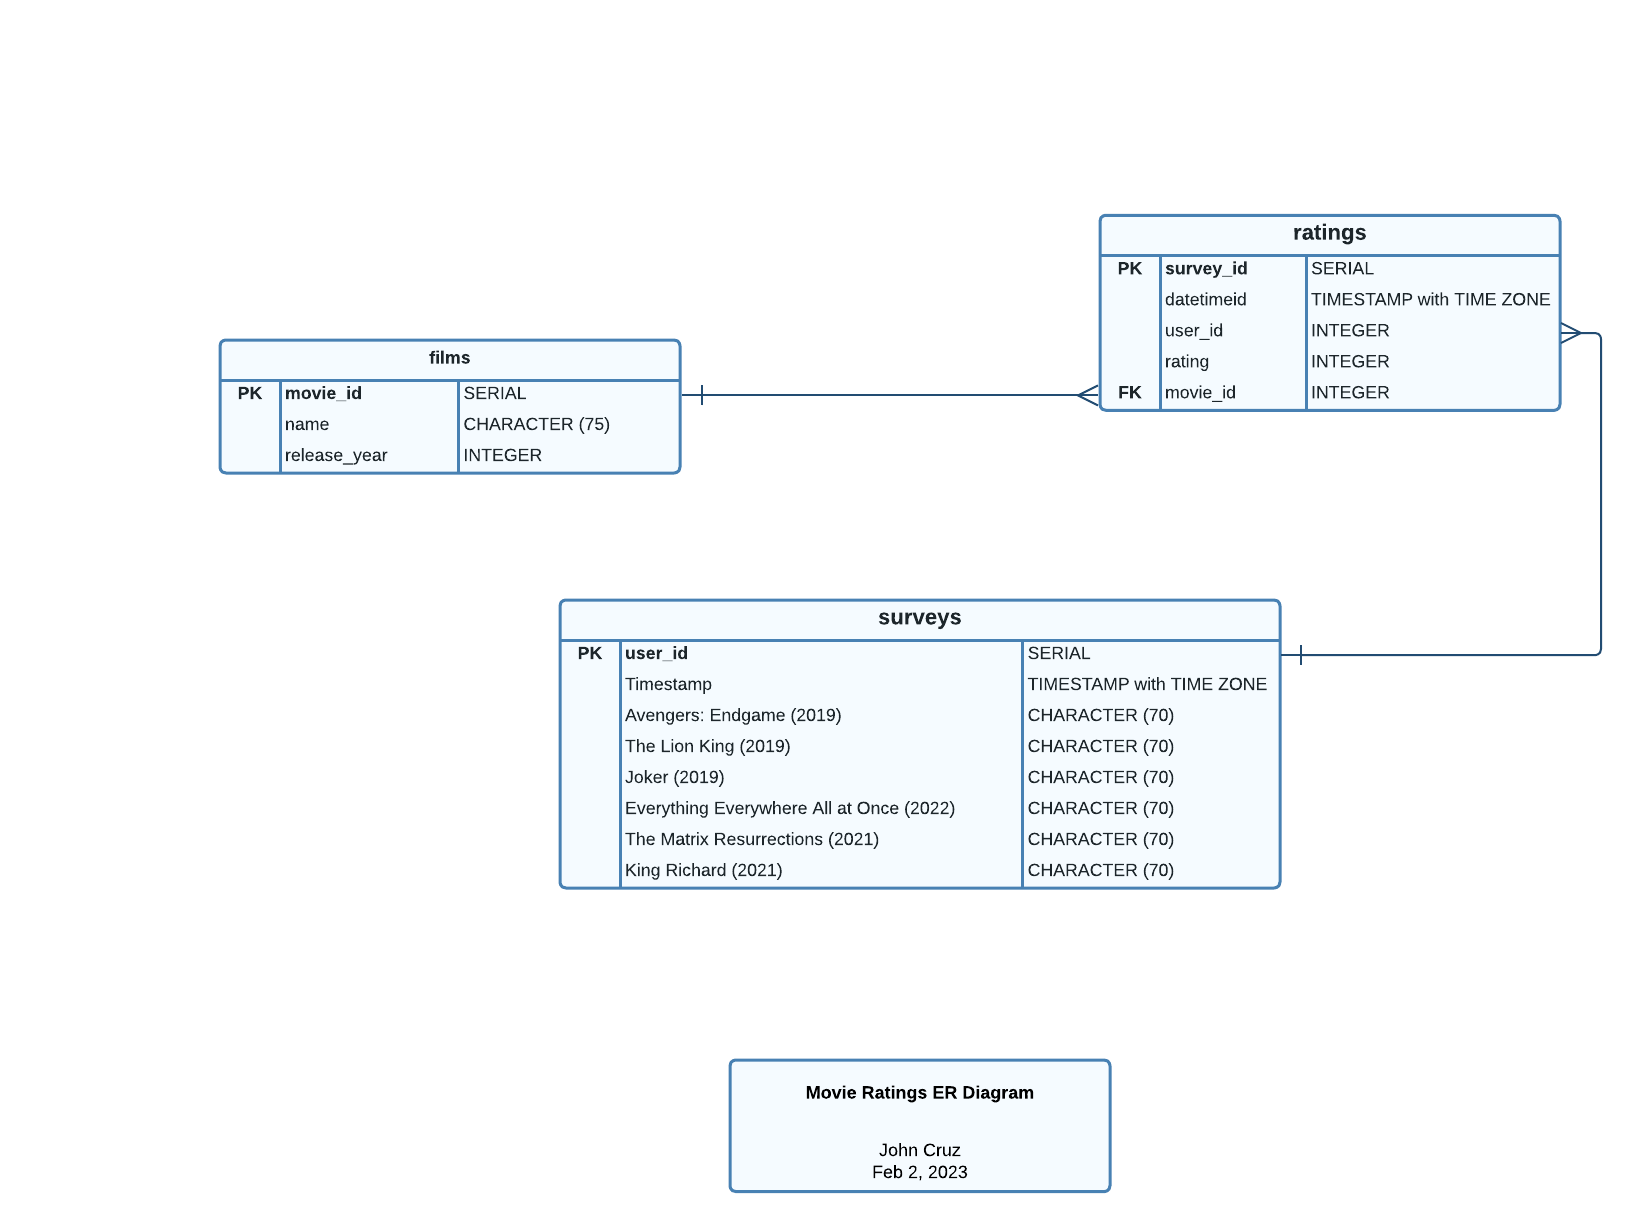 ratings
PK survey_id SERIAL
datetimeid TIMESTAMP with TIME ZONE
user_id INTEGER
rating INTEGER
FK movie_id INTEGER
films
PK movie_id SERIAL
name CHARACTER (75)
release_year INTEGER
surveys
PK user_id SERIAL
Timestamp TIMESTAMP with TIME ZONE
Avengers: Endgame (2019) CHARACTER (70)
The Lion King (2019) CHARACTER (70)
Joker (2019) CHARACTER (70)
Everything Everywhere All at Once (2022) CHARACTER (70)
The Matrix Resurrections (2021) CHARACTER (70)
King Richard (2021) CHARACTER (70)
Movie Ratings ER Diagram
John Cruz
Feb 2, 2023